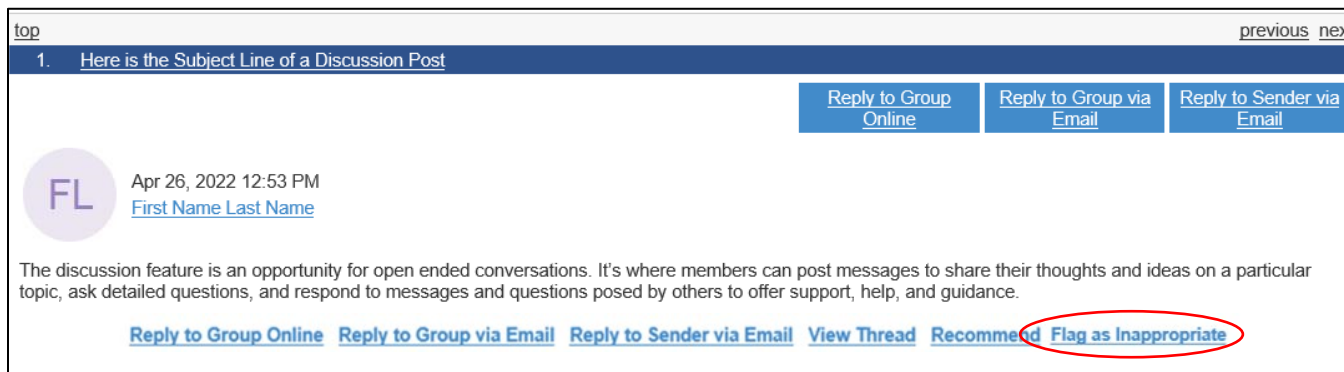 top previous nex
1. Here is the Subject Line of a Discussion Post
Reply to Group Online Reply to Group via Email Reply to Sender via Email
FL
Apr 26, 2022 12:53 PM
First Name Last Name
The discussion feature is an opportunity for open ended conversations. It’s where members can post messages to share their thoughts and ideas on a particular
topic, ask detailed questions, and respond to messages and questions posed by others to offer support, help, and guidance.
Reply to Group Online Reply to Group via Email Reply to Sender via Email View Thread Recommend Flag as Inappropriate